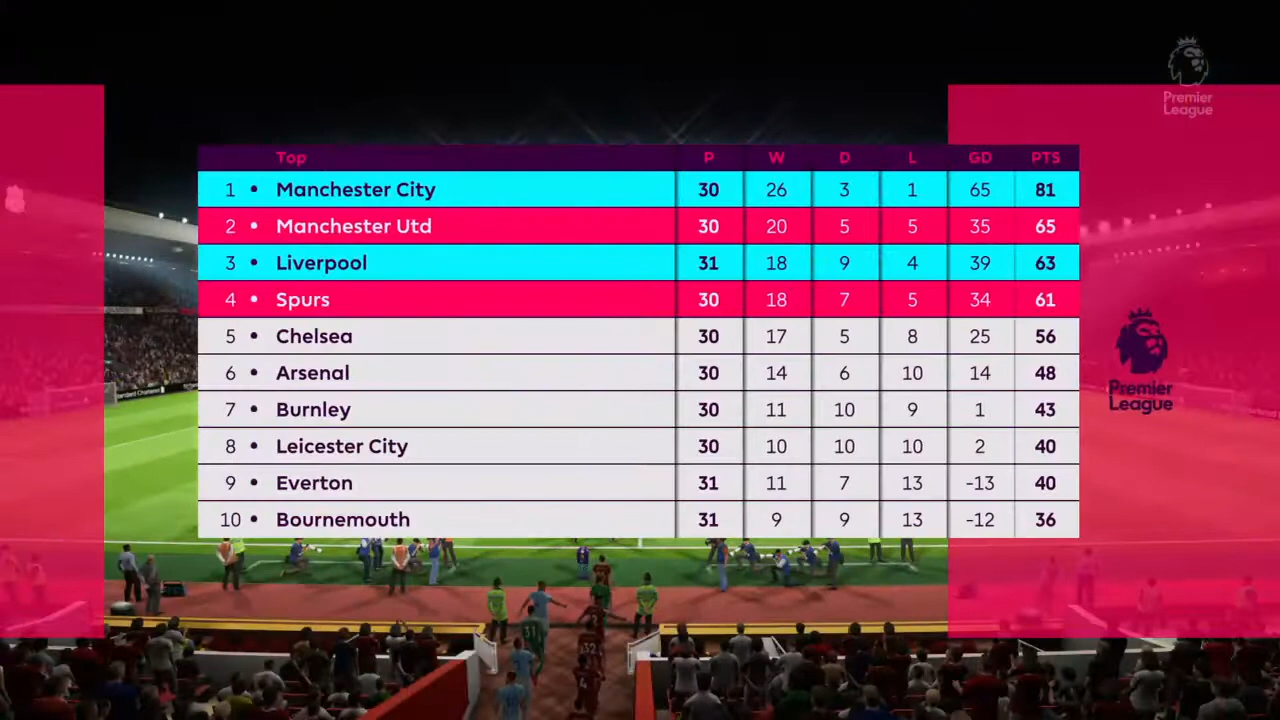 Premier
League
Top P W D L GD PTS
1 • Manchester City 30 26 3 1 65 81
2 • Manchester Utd 30 20 5 5 35 65
3 • Liverpool 31 18 9 4 39 63
4 • Spurs 30 18 7 5 34 61
5 • Chelsea 30 17 5 8 25 56
6 • Arsenal 30 14 6 10 14 48
7 • Burnley 30 11 10 9 1 43
8 • Leicester City 30 10 10 10 2 40
9 • Everton 31 11 7 13 -13 40
10 • Bournemouth 31 9 9 13 -12 36
Premier
League
standard chartered
31
32